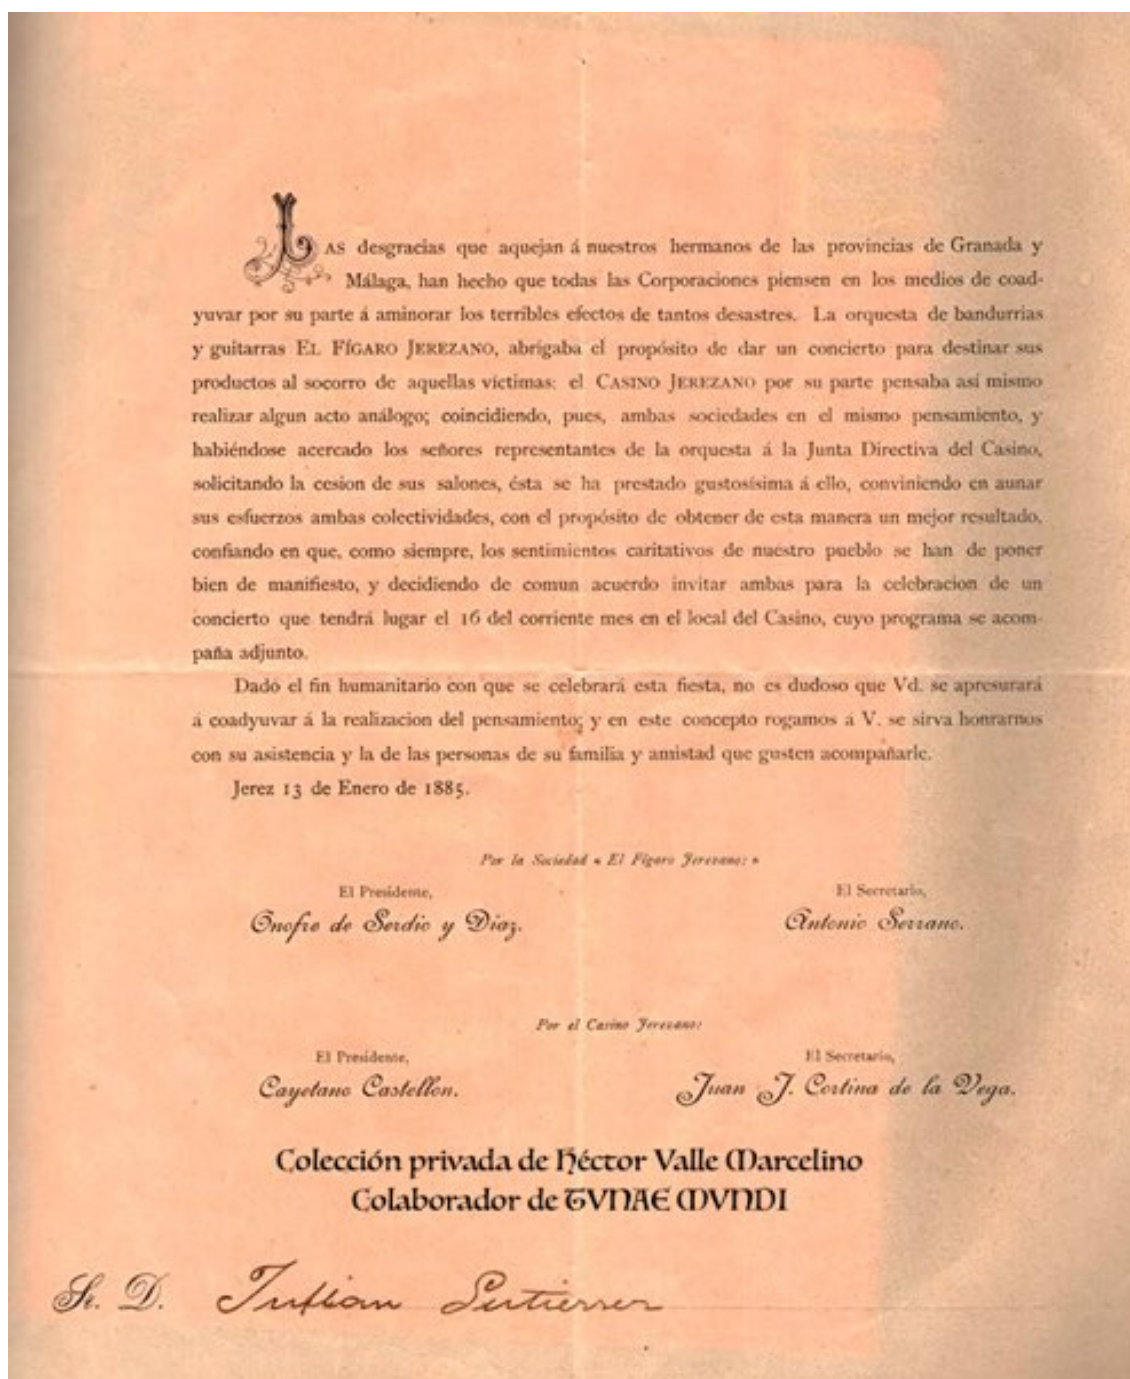 LAS desgracias que aquejan á nuestros hermanos de las provincias de Granada y
Málaga, han hecho que todas las Corporaciones piensen en los medios de coad-
yuvar por su parte á aminorar los terribles efectos de tantos desastres. La orquesta de bandurrias
y guitarras EL FÍGARO JEREZANO, abrigaba el propósito de dar un concierto para destinar sus
productos al socorro de aquellas víctimas: el CASINO JEREZANO por su parte pensaba así mismo
realizar algun acto análogo; coincidiendo, pues, ambas sociedades en el mismo pensamiento, y
habiéndose acercado los señores representantes de la orquesta á la Junta Directiva del Casino,
solicitando la cesion de sus salones, ésta se ha prestado gustosísima á ello, conviniendo en aunar
sus esfuerzos ambas colectividades, con el propósito de obtener de esta manera un mejor resultado,
confiando en que, como siempre, los sentimientos caritativos de nuestro pueblo se han de poner
bien de manifiesto, y decidiendo de comun acuerdo invitar ambas para la celebracion de un
concierto que tendrá lugar el 16 del corriente mes en el local del Casino, cuyo programa se acom-
paña adjunto.
Dado el fin humanitario con que se celebrará esta fiesta, no es dudoso que Vd. se apresurará
á coadyuvar á la realizacion del pensamiento; y en este concepto rogamos á V. se sirva honrarnos
con su asistencia y la de las personas de su familia y amistad que gusten acompañarle.
Jerez 13 de Enero de 1885.
Por la Sociedad « El Fígaro Jerezano: »
El Presidente, El Secretario,
Onofre de Serdio y Diaz. Antonio Serrano.
Por el Casino Jerezano:
El Presidente, El Secretario,
Cayetano Castellon. Juan J. Cortina de la Vega.
Colección privada de Héctor Valle Marcelino
Colaborador de TVNAE MVNDI
Sr. D. Julian Gutierrez